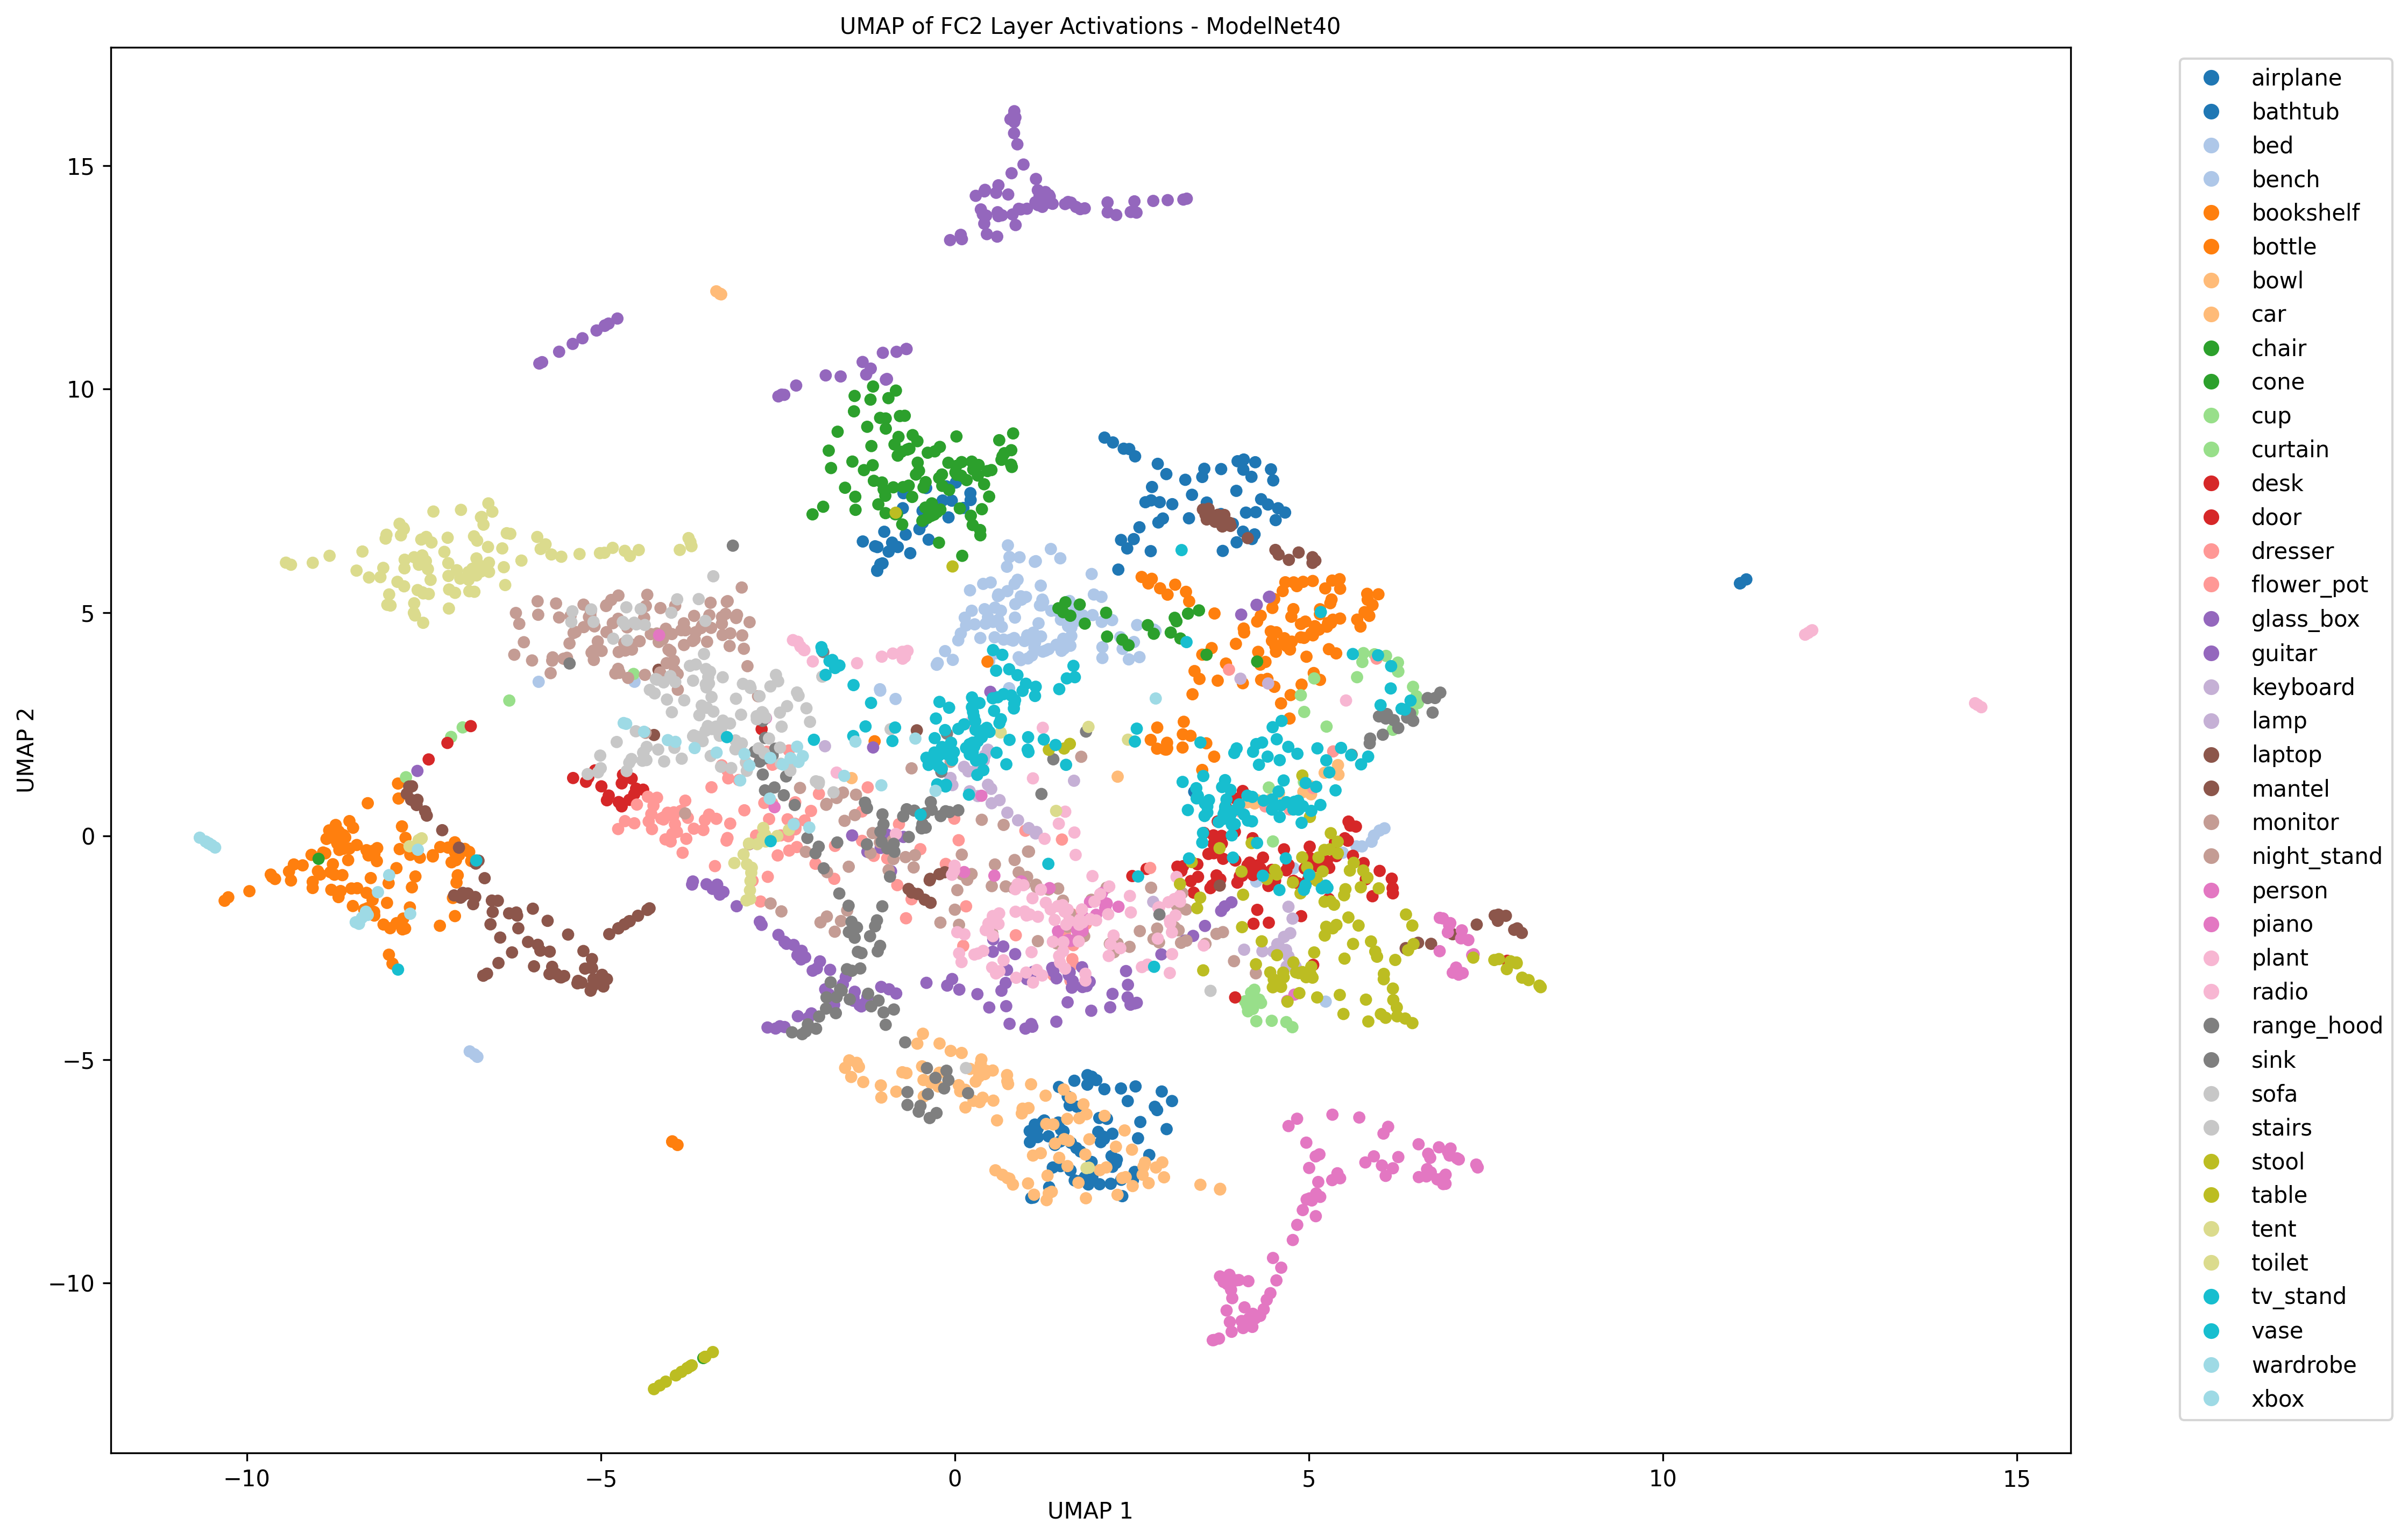 UMAP of FC2 Layer Activations - ModelNet40
15
10
5
0
−5
−10
UMAP 2
−10
−5
0
5
10
15
UMAP 1
airplane
bathtub
bed
bench
bookshelf
bottle
bowl
car
chair
cone
cup
curtain
desk
door
dresser
flower_pot
glass_box
guitar
keyboard
lamp
laptop
mantel
monitor
night_stand
person
piano
plant
radio
range_hood
sink
sofa
stairs
stool
table
tent
toilet
tv_stand
vase
wardrobe
xbox